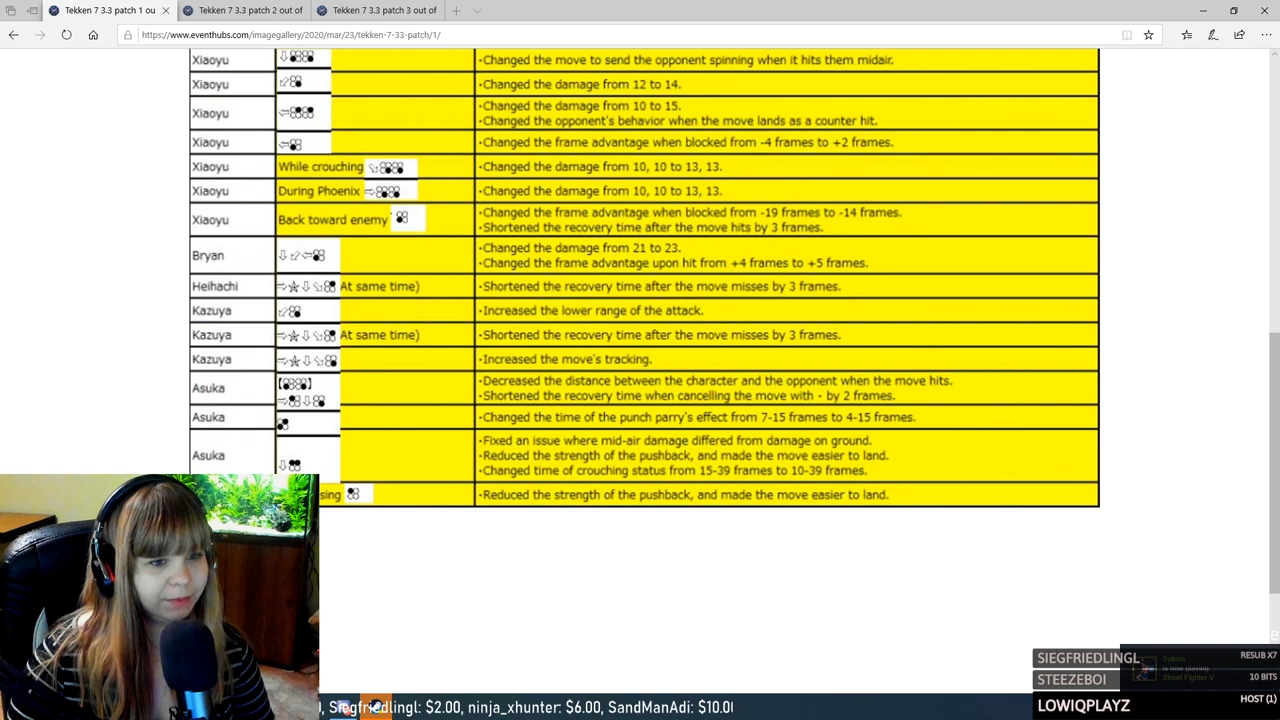 Tekken 7 3.3 patch 1 ou
Tekken 7 3.3 patch 2 out of
Tekken 7 3.3 patch 3 out of
https://www.eventhubs.com/imagegallery/2020/mar/23/tekken-7-33-patch/1/
Xiaoyu
•Changed the move to send the opponent spinning when it hits them midair.
Xiaoyu
•Changed the damage from 12 to 14.
Xiaoyu
•Changed the damage from 10 to 15.
•Changed the opponent's behavior when the move lands as a counter hit.
Xiaoyu
•Changed the frame advantage when blocked from -4 frames to +2 frames.
Xiaoyu While crouching
•Changed the damage from 10, 10 to 13, 13.
Xiaoyu During Phoenix
•Changed the damage from 10, 10 to 13, 13.
Xiaoyu Back toward enemy
•Changed the frame advantage when blocked from -19 frames to -14 frames.
•Shortened the recovery time after the move hits by 3 frames.
Bryan
•Changed the damage from 21 to 23.
•Changed the frame advantage upon hit from +4 frames to +5 frames.
Heihachi At same time)
•Shortened the recovery time after the move misses by 3 frames.
Kazuya
•Increased the lower range of the attack.
Kazuya At same time)
•Shortened the recovery time after the move misses by 3 frames.
Kazuya
•Increased the move's tracking.
Asuka
•Decreased the distance between the character and the opponent when the move hits.
•Shortened the recovery time when cancelling the move with - by 2 frames.
Asuka
•Changed the time of the punch parry's effect from 7-15 frames to 4-15 frames.
Asuka
•Fixed an issue where mid-air damage differed from damage on ground.
•Reduced the strength of the pushback, and made the move easier to land.
•Changed time of crouching status from 15-39 frames to 10-39 frames.
sing
•Reduced the strength of the pushback, and made the move easier to land.
SIEGFRIEDLINGL RESUB X7
STEEZEBOI 10 BITS
LOWIQPLAYZ HOST (1)
Sybrus
is now playing
Street Fighter V
), Siegfriedlingl: $2.00, ninja_xhunter: $6.00, SandManAdi: $10.00